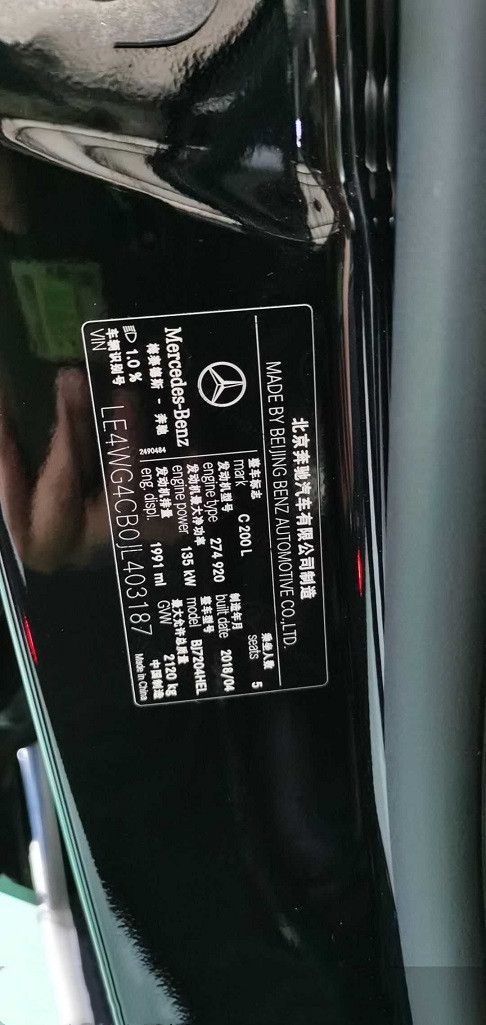 北京奔驰汽车有限公司制造
MADE BY BEIJING BENZ AUTOMOTIVE CO.,LTD.
整车标志
mark C 200 L
乘坐人数
seats 5
发动机型号
engine type 274 920
制造年月
built date 2018/04
发动机最大净功率
engine power 135 kW
整车型号
model BJ7204HEL
发动机排量
eng. displ. 1991 ml
最大允许总质量
GVW 2120 kg
Mercedes-Benz
梅赛德斯 - 奔驰
1.0 %
2490484
中国制造
Made in China
车辆识别号
VIN LE4WG4CB0JL403187